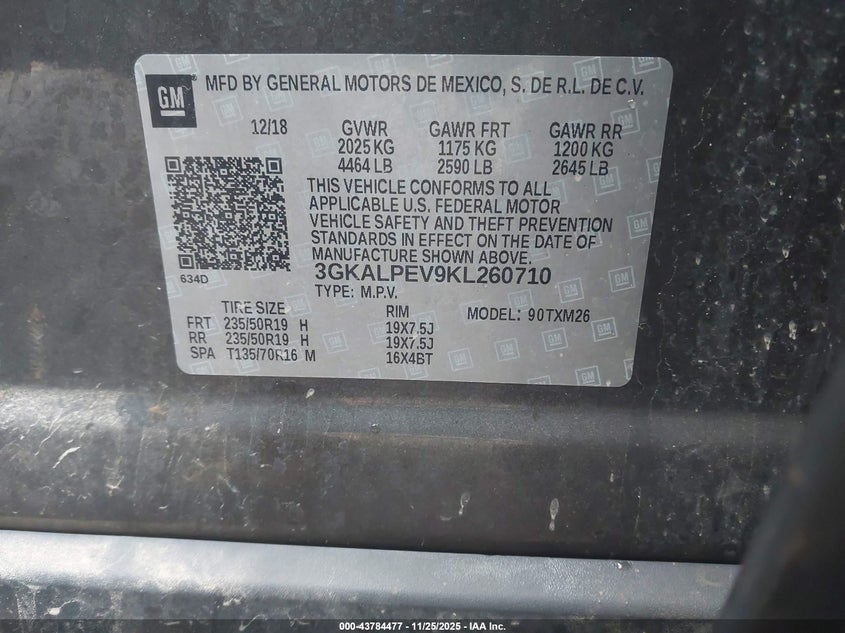 GM
MFD BY GENERAL MOTORS DE MEXICO, S. DE R.L. DE C.V.
12/18 GVWR GAWR FRT GAWR RR
2025 KG 1175 KG 1200 KG
4464 LB 2590 LB 2645 LB
THIS VEHICLE CONFORMS TO ALL
APPLICABLE U.S. FEDERAL MOTOR
VEHICLE SAFETY AND THEFT PREVENTION
STANDARDS IN EFFECT ON THE DATE OF
MANUFACTURE SHOWN ABOVE.
634D
3GKALPEV9KL260710
TYPE: M.P.V.
TIRE SIZE RIM MODEL: 90TXM26
FRT 235/50R19 H 19X7.5J
RR 235/50R19 H 19X7.5J
SPA T135/70R16 M 16X4BT
000-43784477 - 11/25/2025 - IAA Inc.